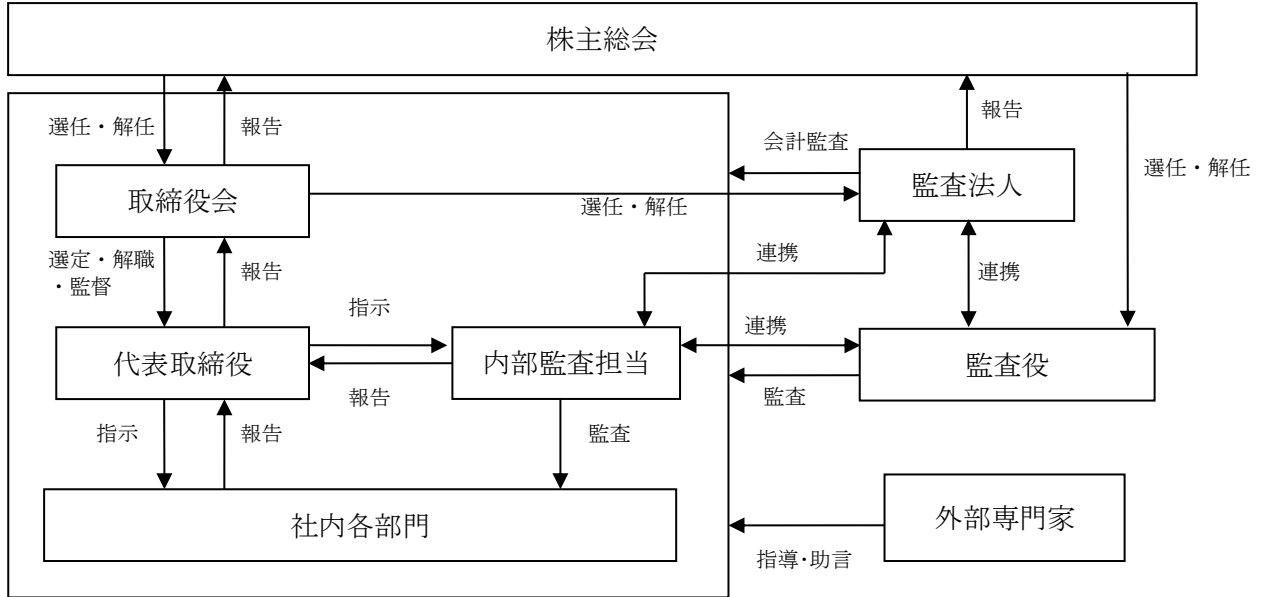 株主総会
選任・解任
報告
報告
会計監査
選任・解任
取締役会
監査法人
選任・解任
選定・解職
・監督
報告
連携
連携
指示
連携
代表取締役
内部監査担当
監査役
報告
監査
指示
報告
監査
社内各部門
外部専門家
指導・助言